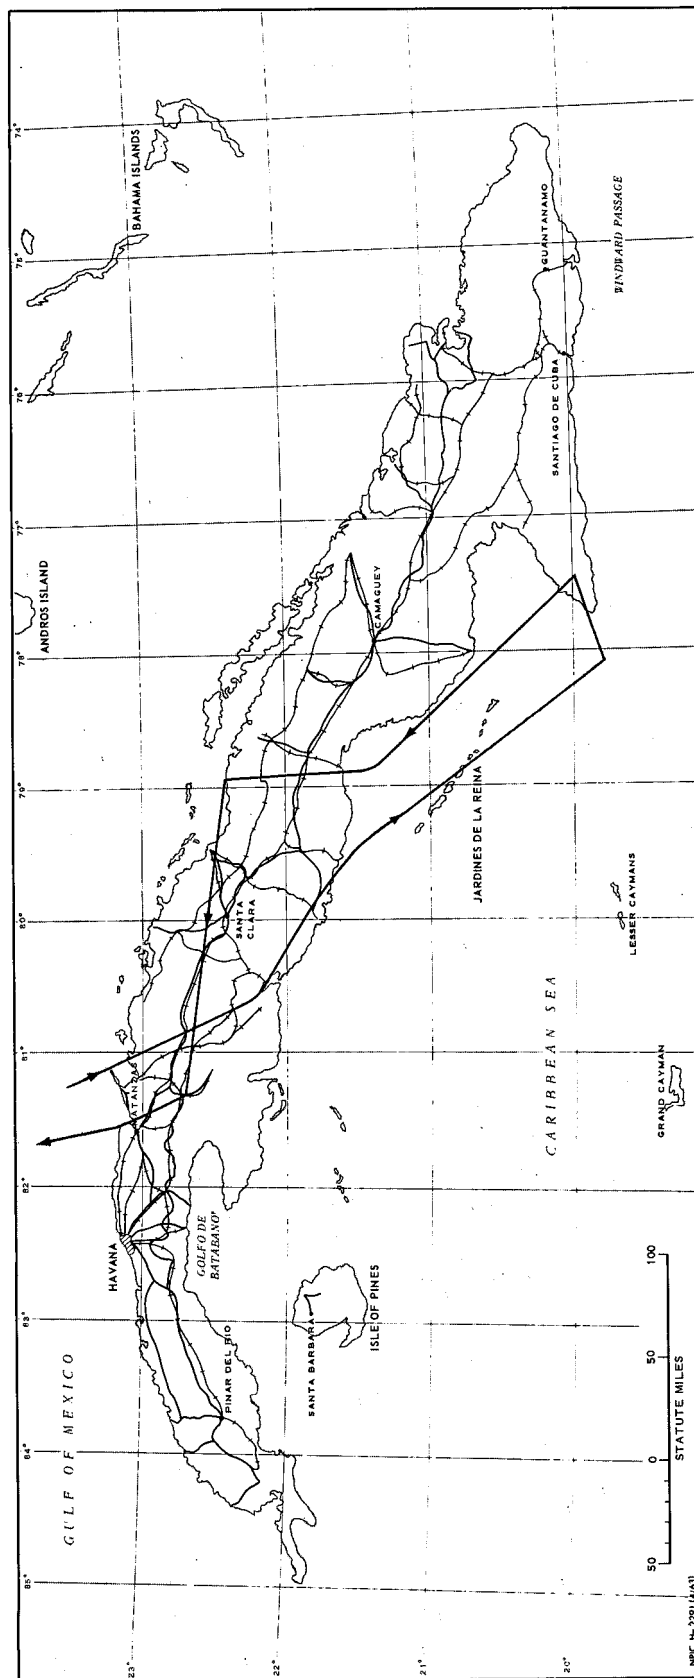 GULF OF MEXICO
ANDROS ISLAND
BAHAMA ISLANDS
85°
84°
83°
82°
81°
80°
79°
78°
77°
76°
75°
74°
23°
22°
21°
20°
HAVANA
MATANZAS
PINAR DEL RIO
GOLFO DE
BATABANO
SANTA BARBARA
ISLE OF PINES
SANTA
CLARA
CAMAGUEY
JARDINES DE LA REINA
SANTIAGO DE CUBA
GUANTANAMO
WINDWARD PASSAGE
CARIBBEAN SEA
LESSER CAYMANS
GRAND CAYMAN
50 0 50 100
STATUTE MILES